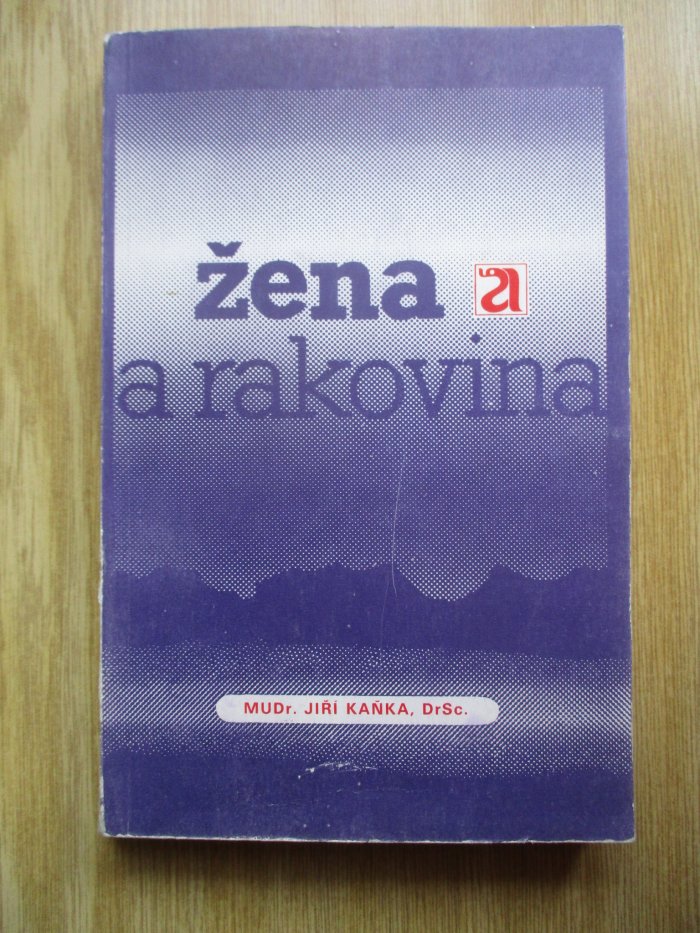 žena
a rakovina
MUDr. JIŘÍ KAŇKA, DrSc.